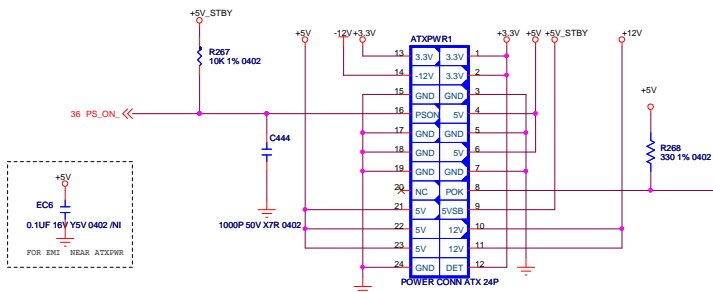 +5V_STBY
+5V
-12V
+3.3V
ATXPWR1
+3.3V
+5V
+5V_STBY
+12V
R267
10K 1% 0402
13 3.3V 3.3V 1
14 -12V 3.3V 2
15 GND GND 3
36 PS_ON_
16 PSON 5V 4
17 GND GND 5
18 GND 5V 6
19 GND GND 7
20 NC POK 8
21 5V 5VSB 9
22 5V 12V 10
23 5V 12V 11
24 GND DET 12
POWER CONN ATX 24P
C444
1000P 50V X7R 0402
+5V
R268
330 1% 0402
+5V
EC6
0.1UF 16V Y5V 0402 /NI
FOR EMI NEAR ATXPWR